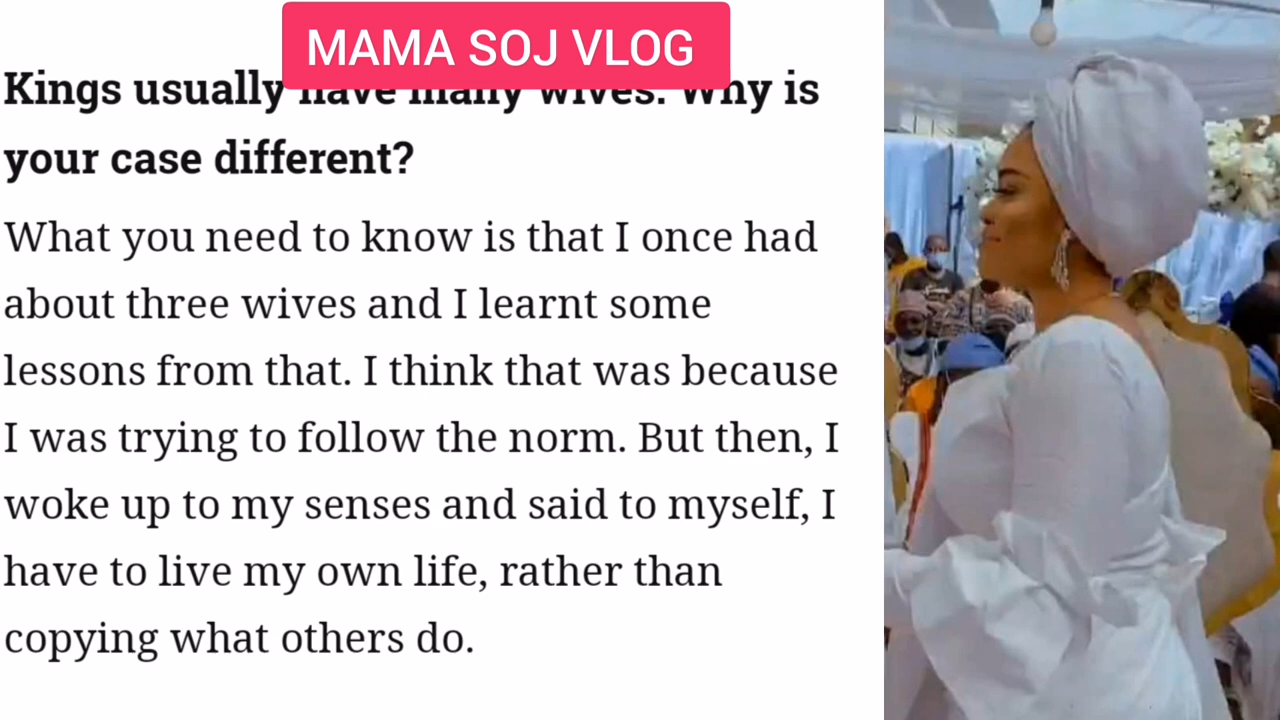 MAMA SOJ VLOG
Kings usually have many wives. Why is
your case different?
What you need to know is that I once had
about three wives and I learnt some
lessons from that. I think that was because
I was trying to follow the norm. But then, I
woke up to my senses and said to myself, I
have to live my own life, rather than
copying what others do.